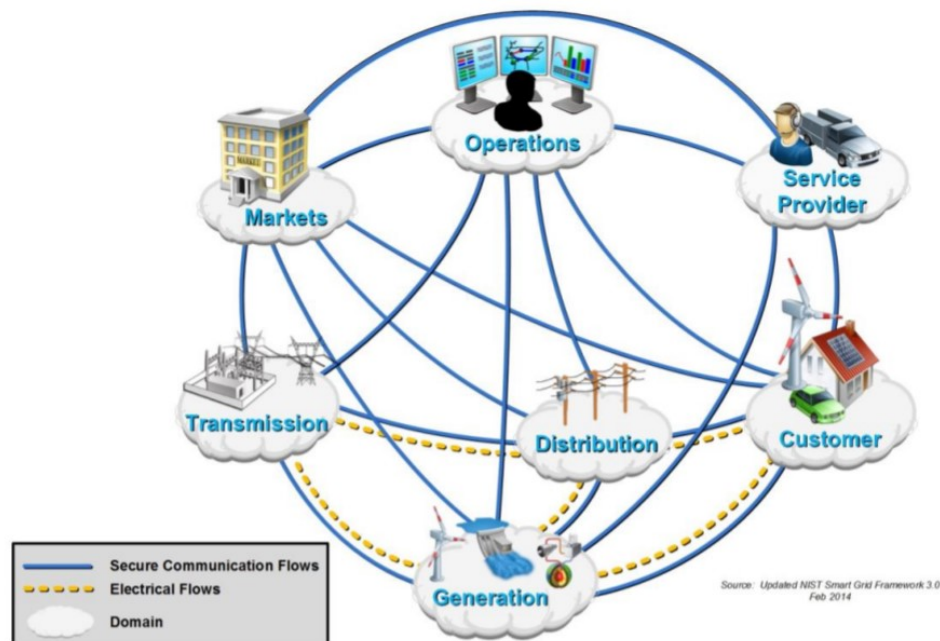 Operations
MARKET
Markets
Service
Provider
Transmission
Distribution
Customer
Generation
Secure Communication Flows
Electrical Flows
Domain
Source: Updated NIST Smart Grid Framework 3.0
Feb 2014